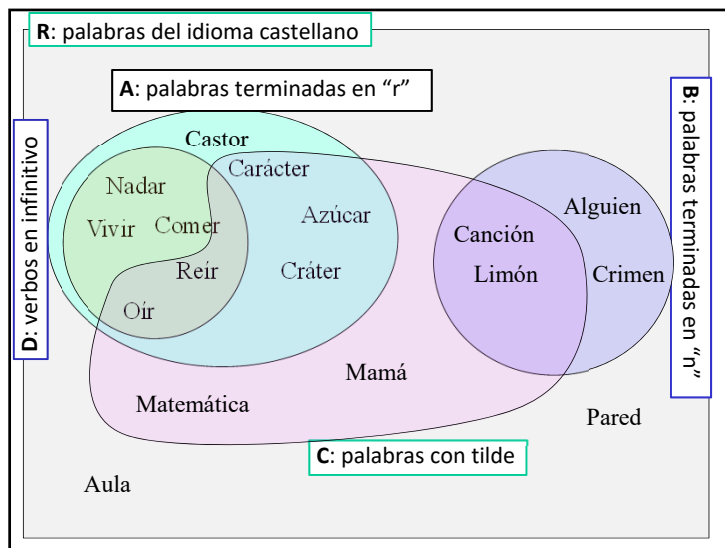 R: palabras del idioma castellano
A: palabras terminadas en “r”
B: palabras terminadas en “n”
D: verbos en infinitivo
Castor
Carácter
Nadar
Azúcar
Alguien
Vivir
Comer
Canción
Reír
Cráter
Limón
Crimen
Oír
Mamá
Matemática
Pared
C: palabras con tilde
Aula